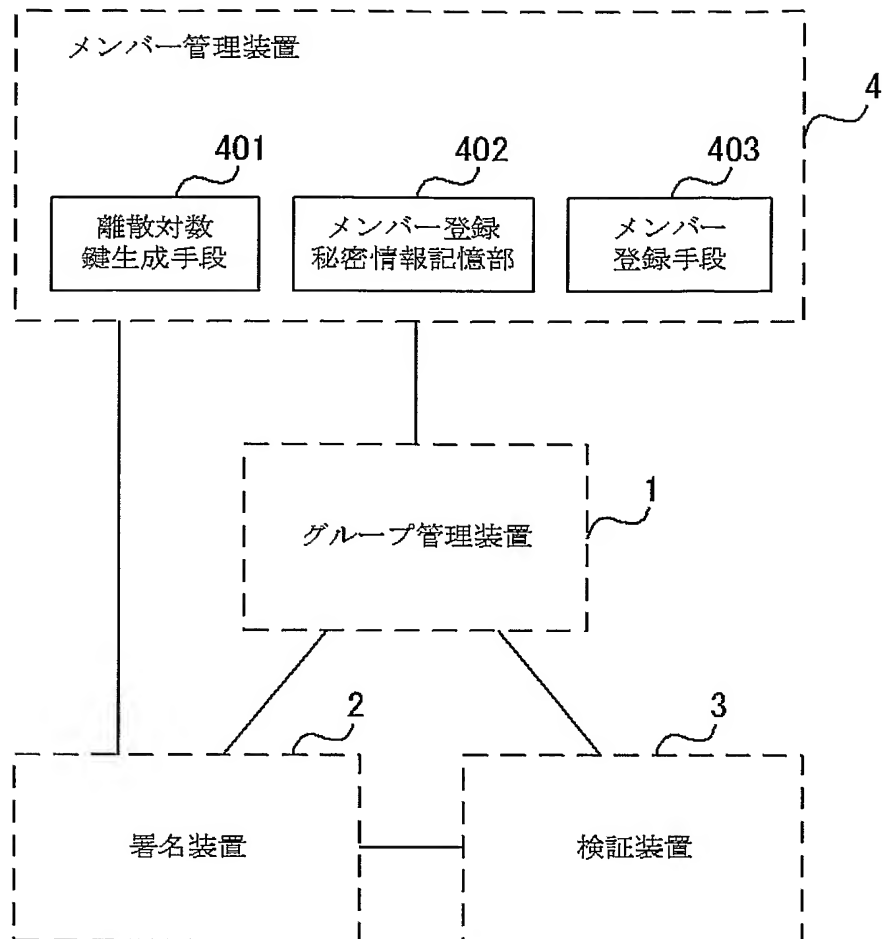 メンバー管理装置
4
401
402
403
離散対数
鍵生成手段
メンバー登録
秘密情報記憶部
メンバー
登録手段
1
グループ管理装置
2
3
署名装置
検証装置